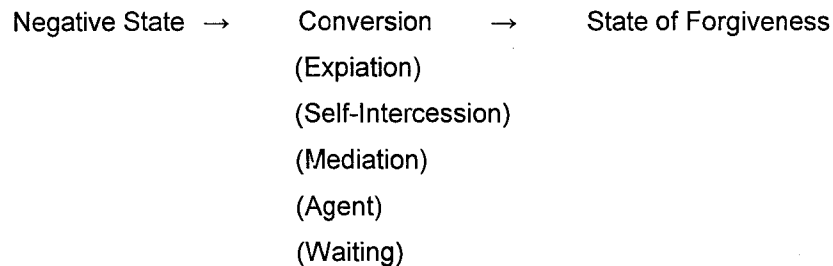 Negative State → Conversion → State of Forgiveness
(Expiation)
(Self-Intercession)
(Mediation)
(Agent)
(Waiting)